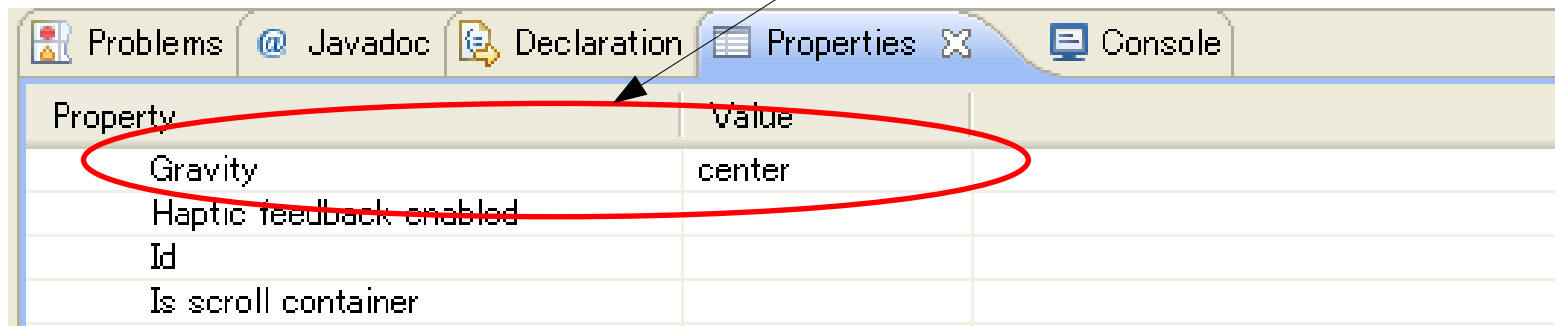 Problems @ Javadoc Declaration Properties Console
Property Value
Gravity center
Haptic feedback enabled
Id
Is scroll container